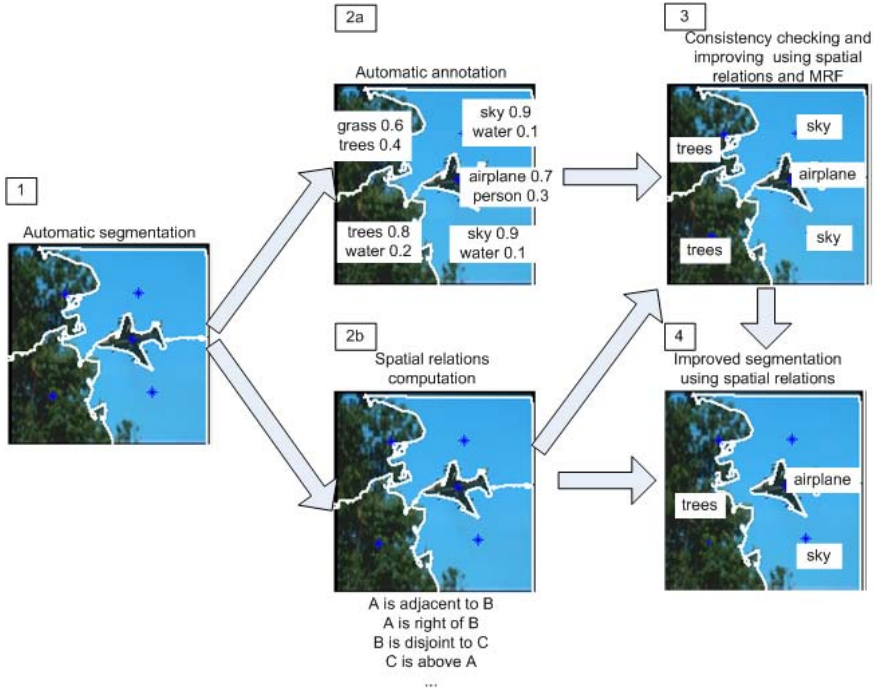 1
Automatic segmentation
2a
Automatic annotation
grass 0.6
trees 0.4
sky 0.9
water 0.1
airplane 0.7
person 0.3
trees 0.8
water 0.2
sky 0.9
water 0.1
2b
Spatial relations
computation
A is adjacent to B
A is right of B
B is disjoint to C
C is above A
...
3
Consistency checking and
improving using spatial
relations and MRF
sky
trees
airplane
trees
sky
4
Improved segmentation
using spatial relations
airplane
trees
sky